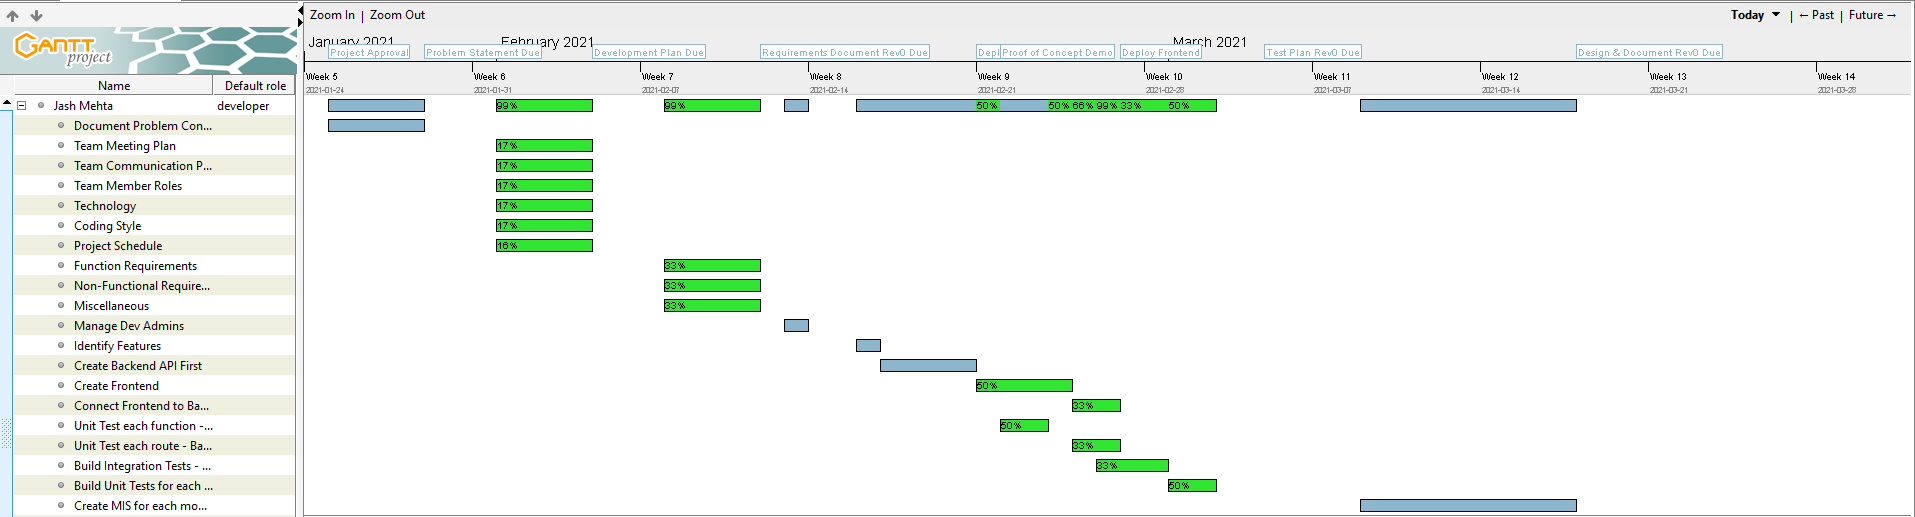 Zoom In | Zoom Out
Today | ←Past | Future→
GANTT
project
January 2021
February 2021
March 2021
Project Approval
Problem Statement Due
Development Plan Due
Requirements Document Rev0 Due
Depl
Proof of Concept Demo
Deploy Frontend
Test Plan Rev0 Due
Design & Document Rev0 Due
Week 5
Week 6
Week 7
Week 8
Week 9
Week 10
Week 11
Week 12
Week 13
Week 14
Name
Default role
2021-01-24
2021-01-31
2021-02-07
2021-02-14
2021-02-21
2021-02-28
2021-03-07
2021-03-14
2021-03-21
2021-03-28
Jash Mehta developer 99% 99% 50% 50% 66% 99% 33% 50%
Document Problem Con...
Team Meeting Plan 17%
Team Communication P... 17%
Team Member Roles 17%
Technology 17%
Coding Style 17%
Project Schedule 16%
Function Requirements 33%
Non-Functional Require... 33%
Miscellaneous 33%
Manage Dev Admins
Identify Features
Create Backend API First
Create Frontend 50%
Connect Frontend to Ba... 33%
Unit Test each function -... 50%
Unit Test each route - Ba... 33%
Build Integration Tests - ... 33%
Build Unit Tests for each ... 50%
Create MIS for each mo...